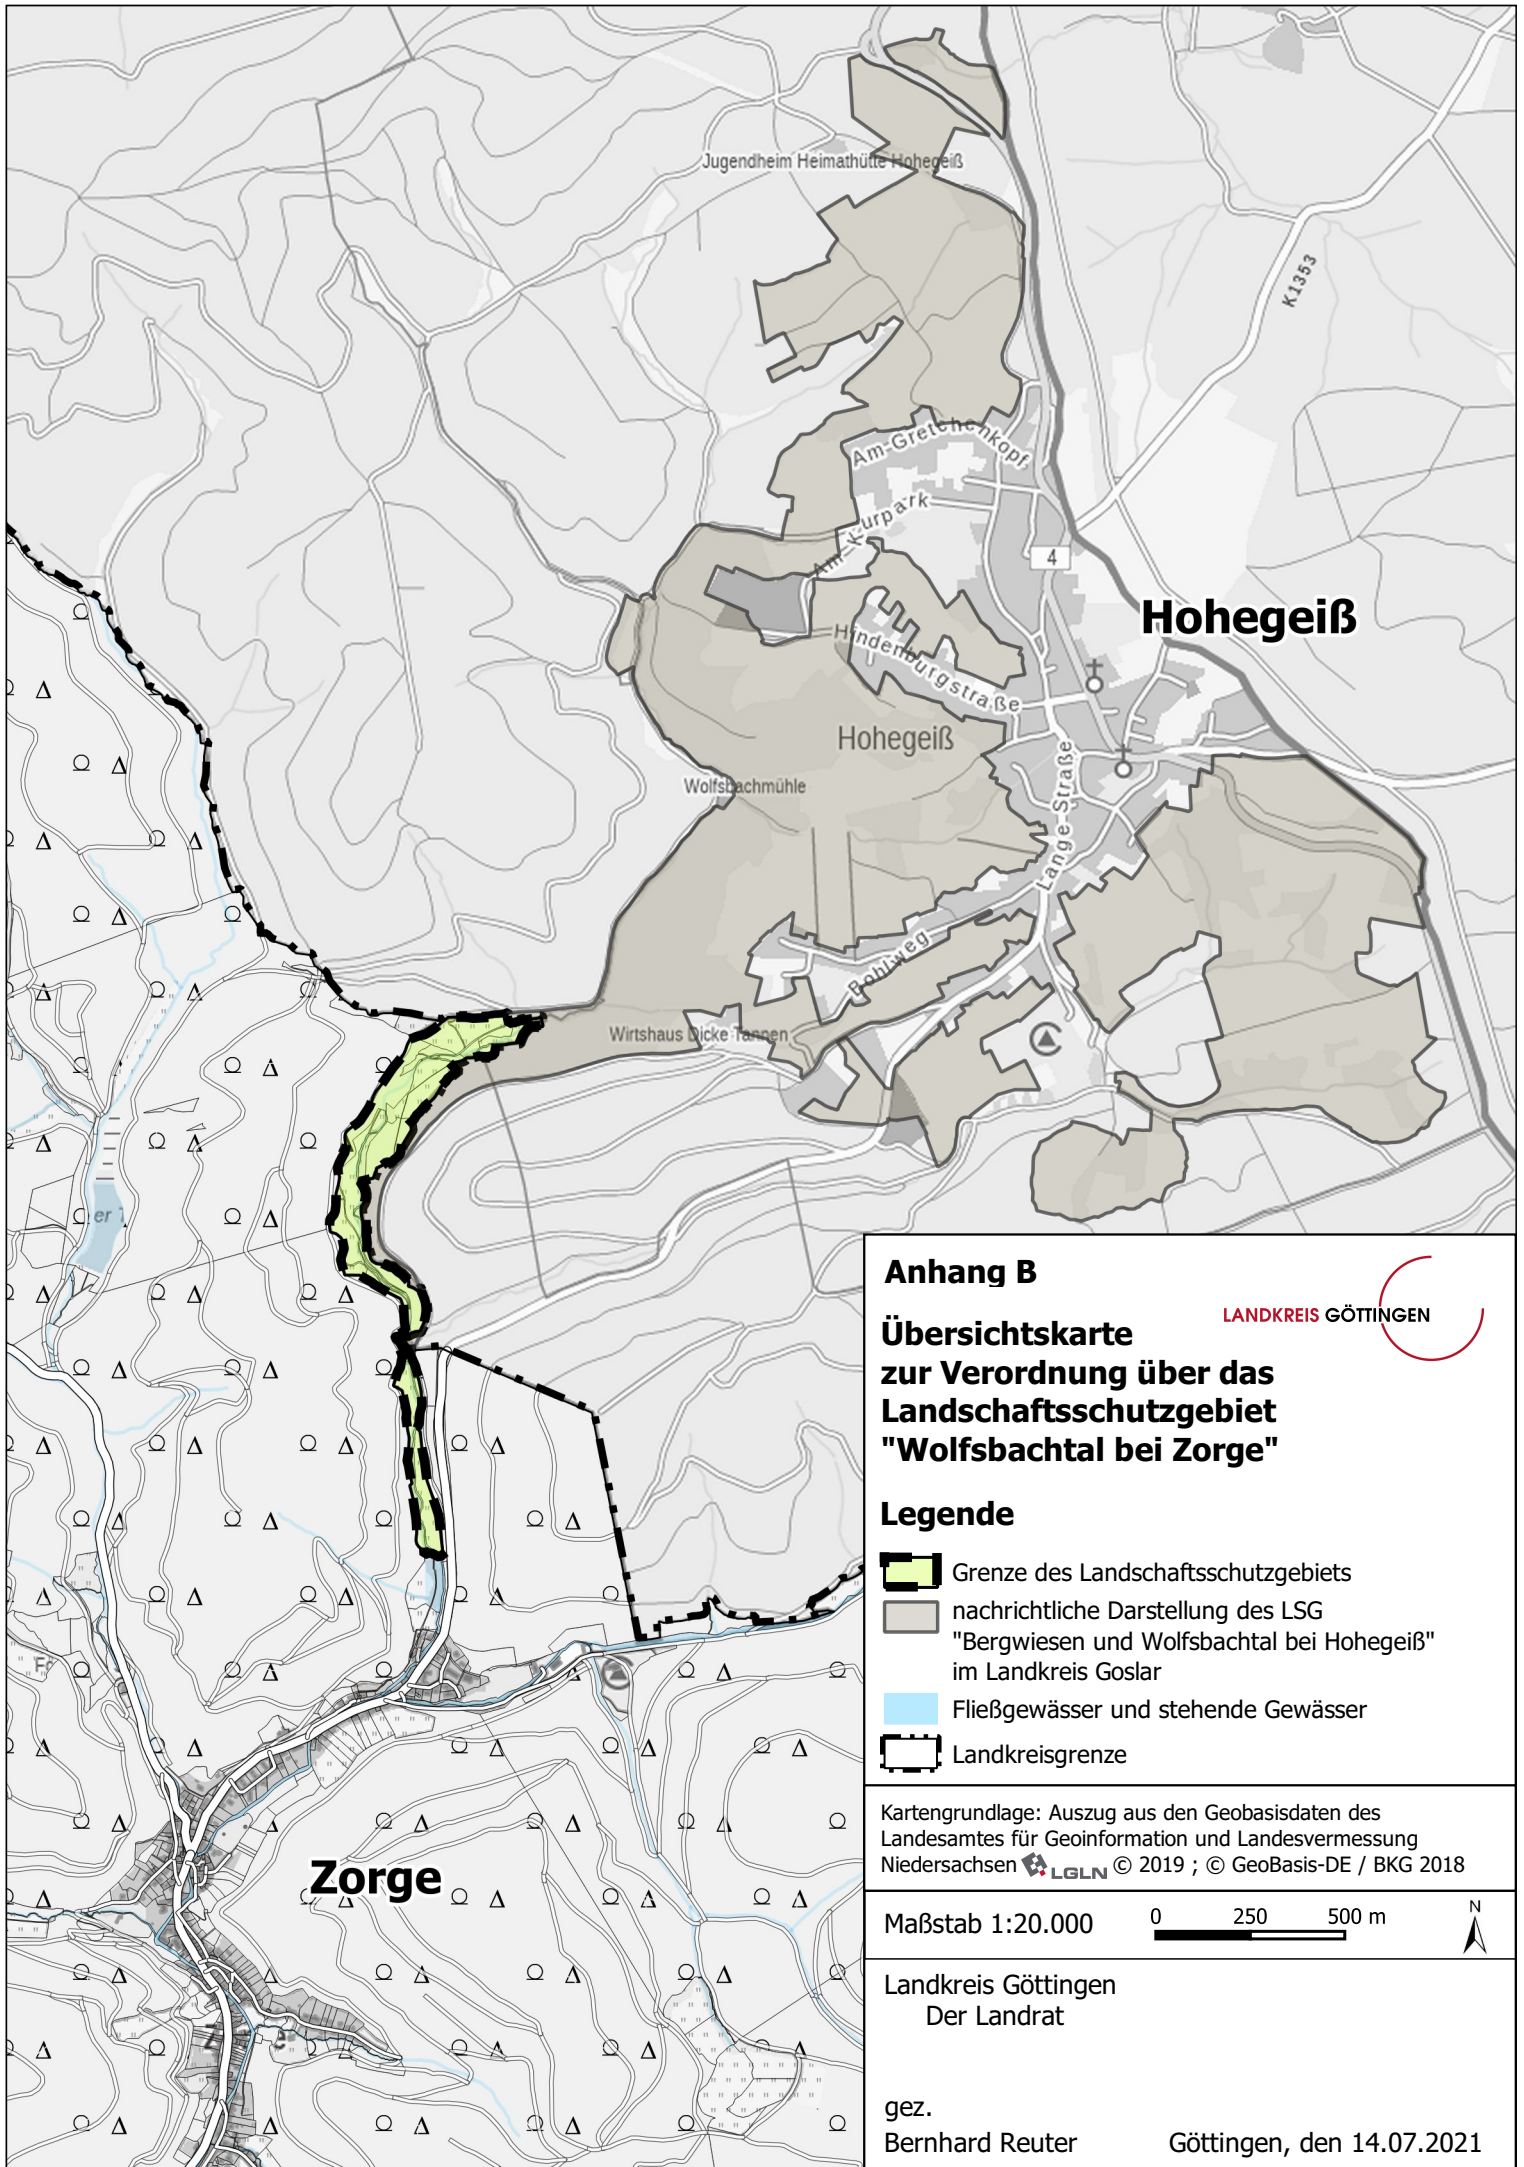 Jugendheim Heimathütte Hohegeiß
K1353
Am-Gretchenkopf
Am-Kurpark
4
Hohegeiß
Hindenburgstraße
Hohegeiß
Wolfsbachmühle
Lange-Straße
Bohlweg
Wirtshaus Dicke Tannen
Zorge
Anhang B
LANDKREIS GÖTTINGEN
Übersichtskarte
zur Verordnung über das
Landschaftsschutzgebiet
"Wolfsbachtal bei Zorge"
Legende
Grenze des Landschaftsschutzgebiets
nachrichtliche Darstellung des LSG
"Bergwiesen und Wolfsbachtal bei Hohegeiß"
im Landkreis Goslar
Fließgewässer und stehende Gewässer
Landkreisgrenze
Kartengrundlage: Auszug aus den Geobasisdaten des
Landesamtes für Geoinformation und Landesvermessung
Niedersachsen LGLN © 2019 ; © GeoBasis-DE / BKG 2018
Maßstab 1:20.000 0 250 500 m N
Landkreis Göttingen
Der Landrat
gez.
Bernhard Reuter Göttingen, den 14.07.2021